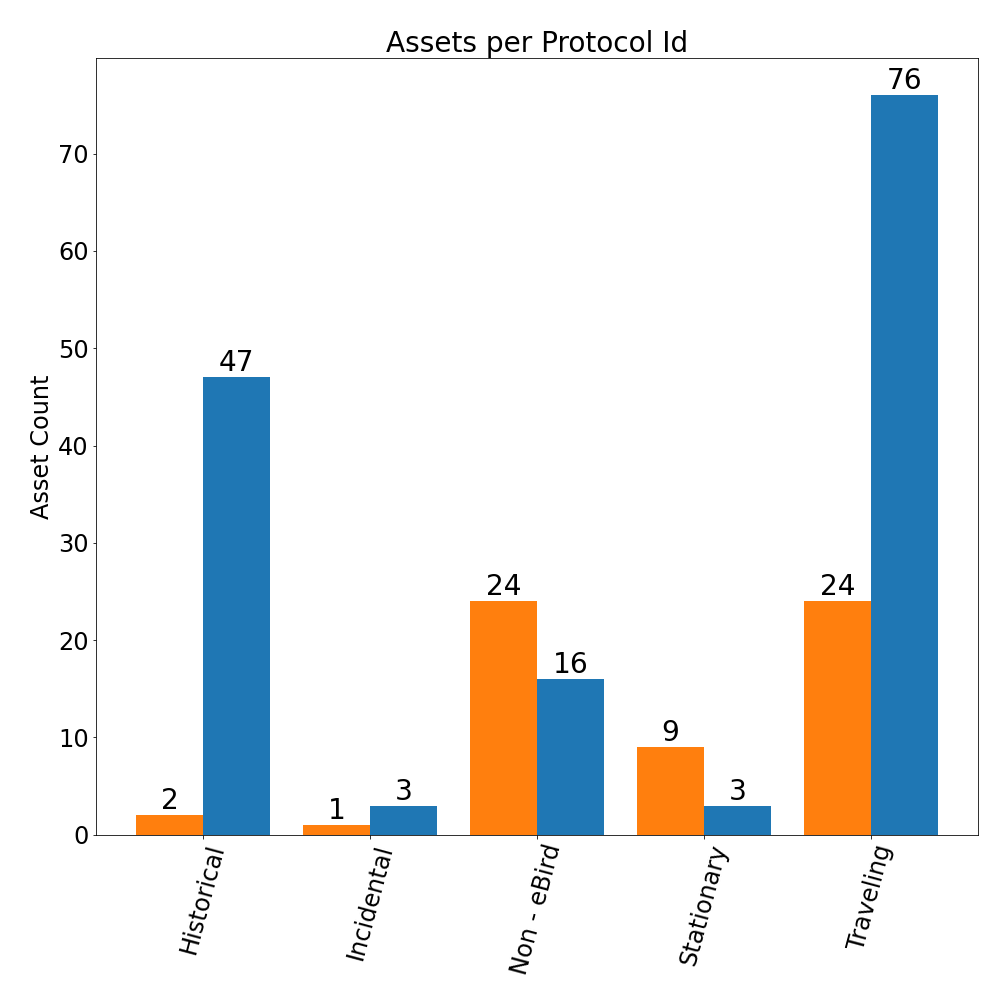 Assets per Protocol Id
Asset Count
70
60
50
40
30
20
10
0
2
47
1
3
24
16
9
3
24
76
Historical
Incidental
Non - eBird
Stationary
Traveling